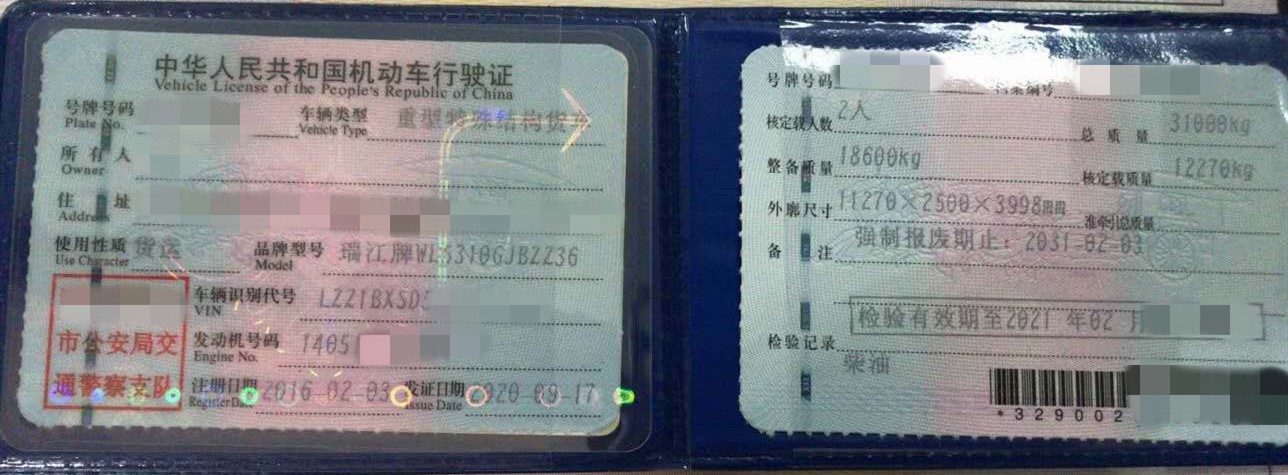 中华人民共和国机动车行驶证
Vehicle License of the People's Republic of China
号牌号码
Plate No.
车辆类型
Vehicle Type
重型特殊结构货车
所有人
Owner
住址
Address
使用性质
Use Character
货运
品牌型号
Model
瑞江牌WL5310GJBZZ36
车辆识别代号
VIN
LZZ1BXSD
市公安局交
通警察支队
发动机号码
Engine No.
1405
注册日期
Register Date
2016-02-03
发证日期
Issue Date
2020-09-17
号牌号码
档案编号
核定载人数
2人
总质量
31000kg
整备质量
18600kg
核定载质量
12270kg
外廓尺寸
11270×2500×3998mm
准牵引总质量
备注
强制报废期止：2031-02-03
检验有效期至2021年02月
检验记录
柴油
*329002